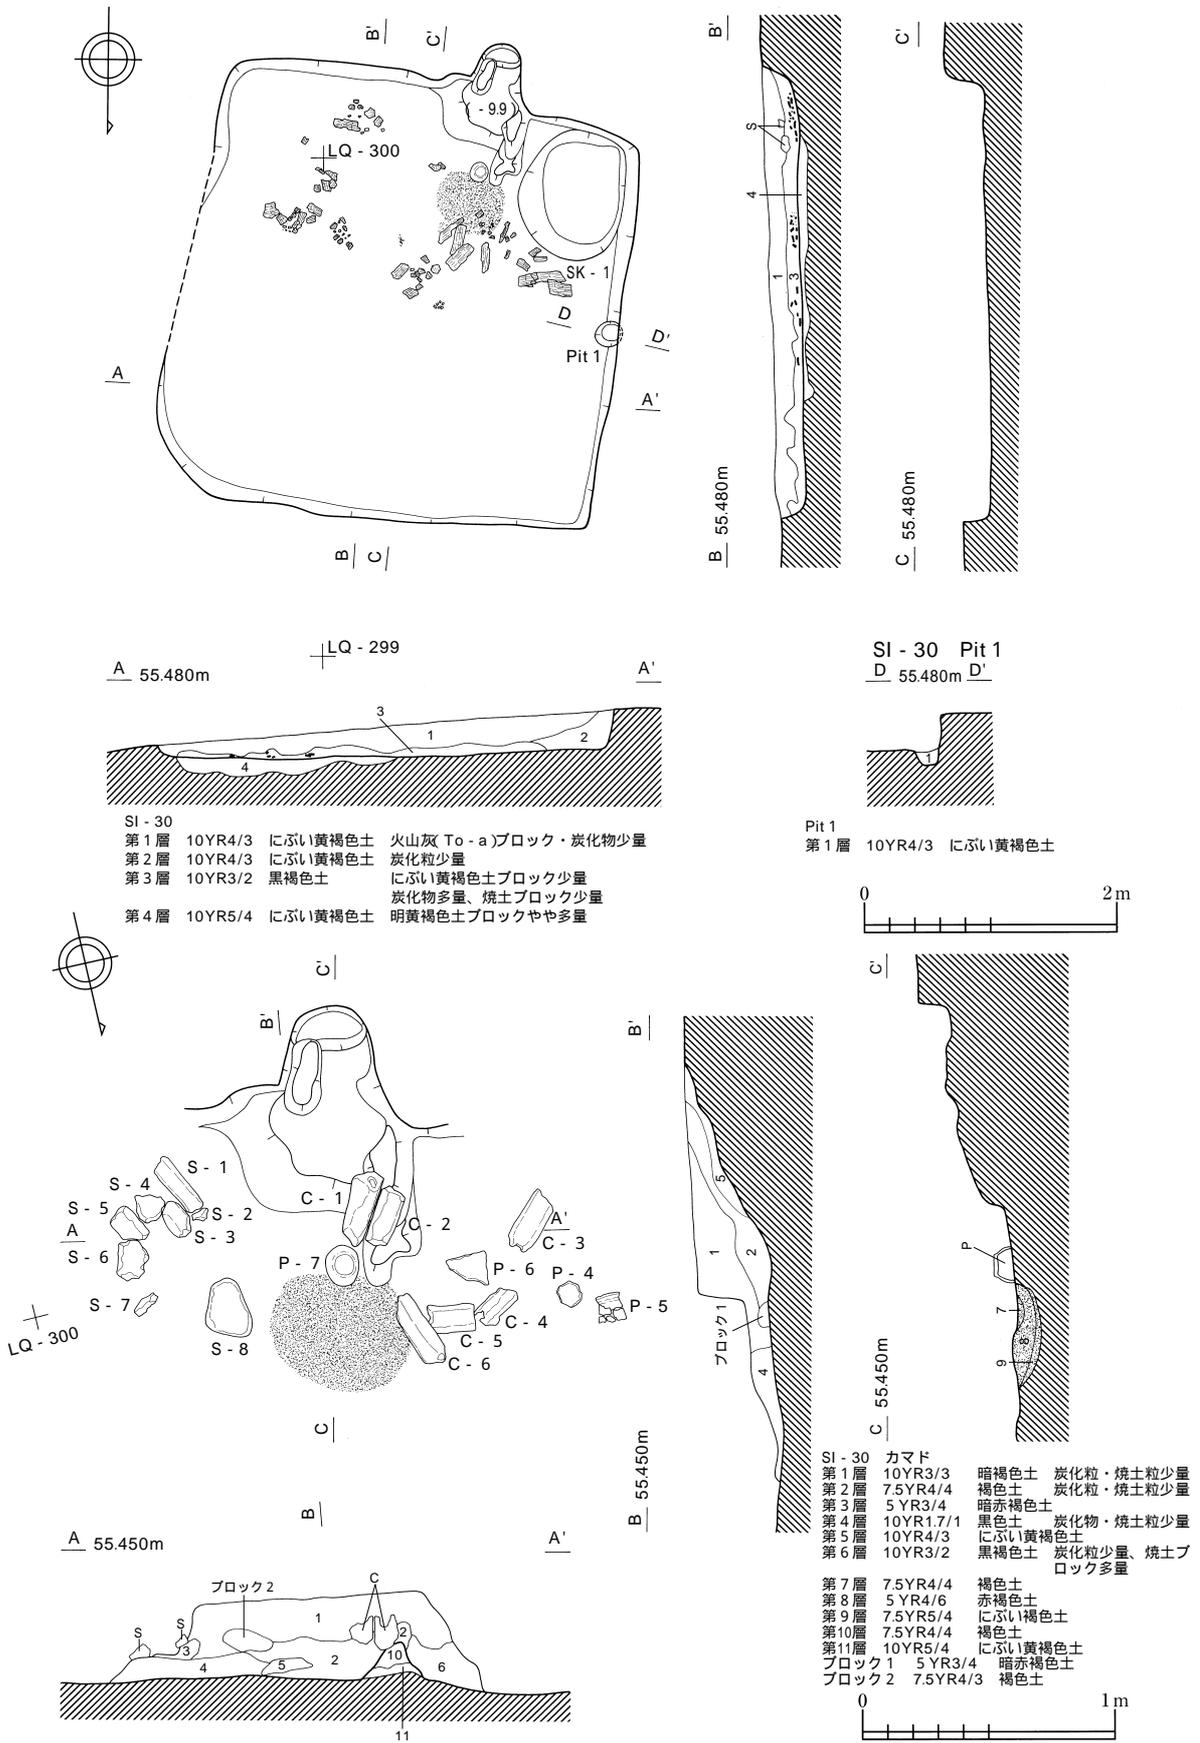 B'
C'
- 9.9
LQ - 300
SK - 1
D
D'
Pit 1
A
A'
B
C
B'
S
4
1
3
B 55.480m
C'
C 55.480m
LQ - 299
A 55.480m
A'
3
1
2
4
SI - 30
第1層 10YR4/3 にぶい黄褐色土 火山灰( To - a )ブロック・炭化物少量
第2層 10YR4/3 にぶい黄褐色土 炭化粒少量
第3層 10YR3/2 黒褐色土 にぶい黄褐色土ブロック少量
炭化物多量、焼土ブロック少量
第4層 10YR5/4 にぶい黄褐色土 明黄褐色土ブロックやや多量
SI - 30 Pit 1
D 55.480m D'
1
Pit 1
第1層 10YR4/3 にぶい黄褐色土
0 2m
C'
B'
S - 1
S - 4
S - 5
S - 2
A
S - 3
S - 6
C - 1
C - 2
A'
C - 3
P - 7
P - 6
P - 4
S - 7
P - 5
S - 8
C - 4
C - 5
C - 6
LQ - 300
C
B
B'
5
1
2
ブロック1
4
B 55.450m
C'
P
7
8
9
C 55.450m
A 55.450m
A'
ブロック2
C
S
S
1
2
3
4
5
2
10
6
11
SI - 30 カマド
第1層 10YR3/3 暗褐色土 炭化粒・焼土粒少量
第2層 7.5YR4/4 褐色土 炭化粒・焼土粒少量
第3層 5 YR3/4 暗赤褐色土
第4層 10YR1.7/1 黒色土 炭化物・焼土粒少量
第5層 10YR4/3 にぶい黄褐色土
第6層 10YR3/2 黒褐色土 炭化粒少量、焼土ブ
ロック多量
第7層 7.5YR4/4 褐色土
第8層 5 YR4/6 赤褐色土
第9層 7.5YR5/4 にぶい褐色土
第10層 7.5YR4/4 褐色土
第11層 10YR5/4 にぶい黄褐色土
ブロック1 5 YR3/4 暗赤褐色土
ブロック2 7.5YR4/3 褐色土
0 1m